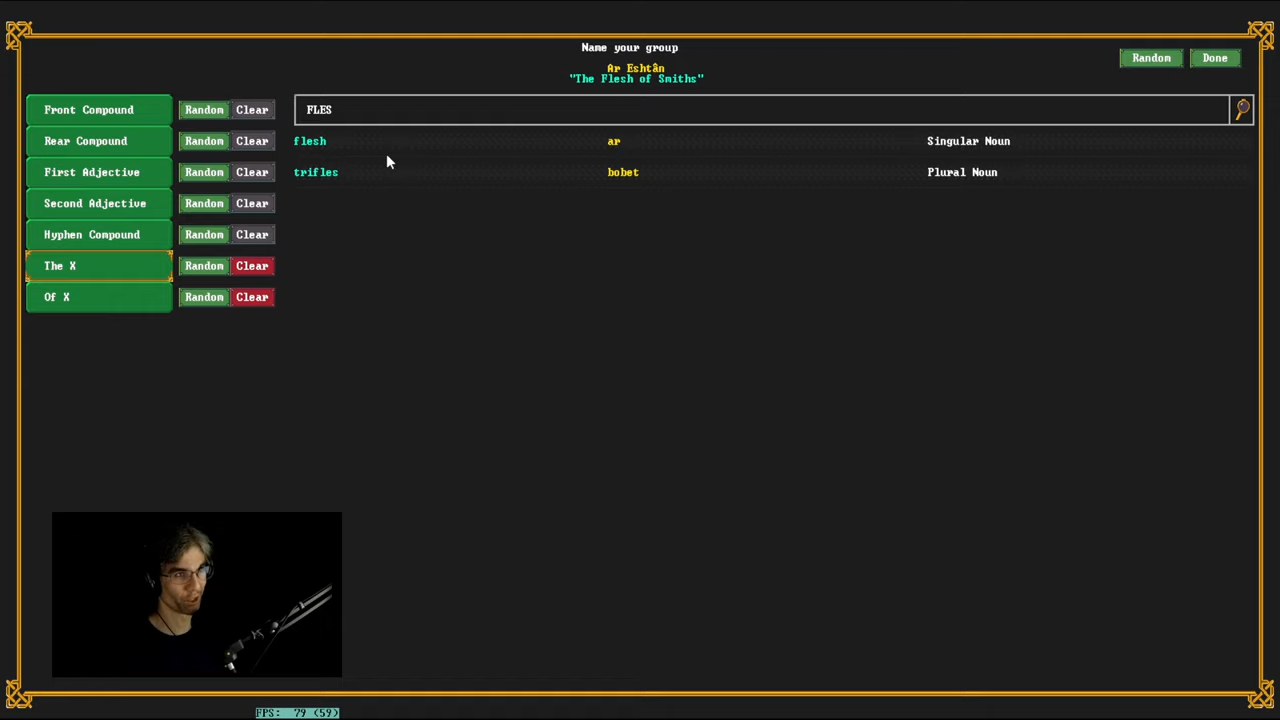 Name your group
Ar Eshtân
"The Flesh of Smiths"
Random Done
Front Compound Random Clear FLES
Rear Compound Random Clear flesh ar Singular Noun
First Adjective Random Clear trifles bobet Plural Noun
Second Adjective Random Clear
Hyphen Compound Random Clear
The X Random Clear
Of X Random Clear
FPS: 79 (59)